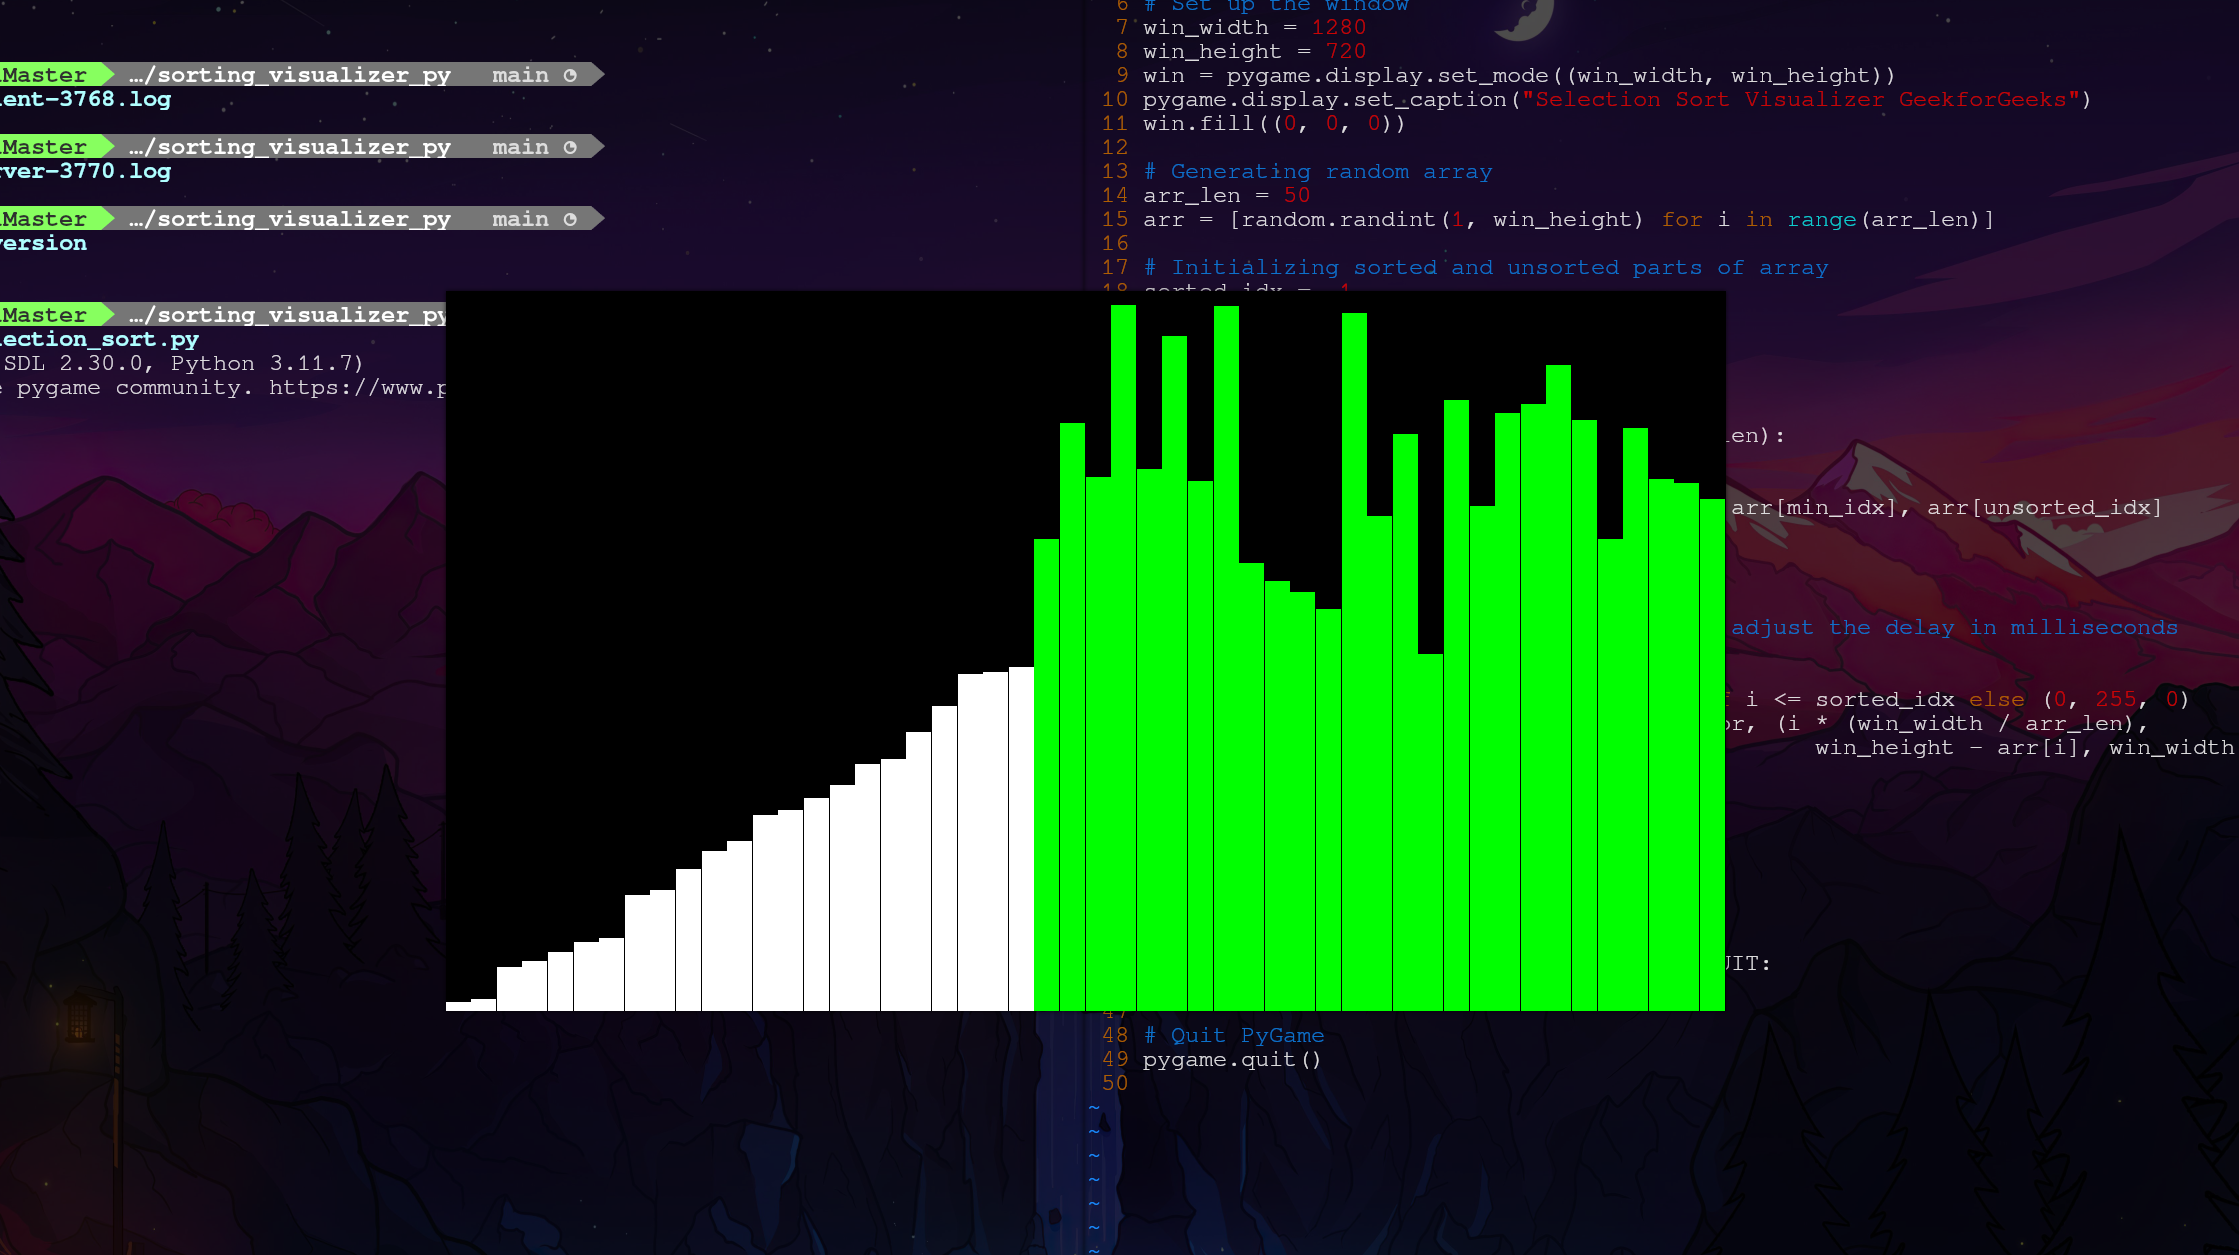 Master …/sorting_visualizer_py main
ent-3768.log
Master …/sorting_visualizer_py main
rver-3770.log
Master …/sorting_visualizer_py main
version
Master …/sorting_visualizer_py
lection_sort.py
SDL 2.30.0, Python 3.11.7)
e pygame community. https://www.p
6 # Set up the window
7 win_width = 1280
8 win_height = 720
9 win = pygame.display.set_mode((win_width, win_height))
10 pygame.display.set_caption("Selection Sort Visualizer GeekforGeeks")
11 win.fill((0, 0, 0))
12
13 # Generating random array
14 arr_len = 50
15 arr = [random.randint(1, win_height) for i in range(arr_len)]
16
17 # Initializing sorted and unsorted parts of array
18 sorted_idx = -1
len):
arr[min_idx], arr[unsorted_idx]
adjust the delay in milliseconds
f i <= sorted_idx else (0, 255, 0)
or, (i * (win_width / arr_len),
win_height - arr[i], win_width
UIT:
47
48 # Quit PyGame
49 pygame.quit()
50
~
~
~
~
~
~
~